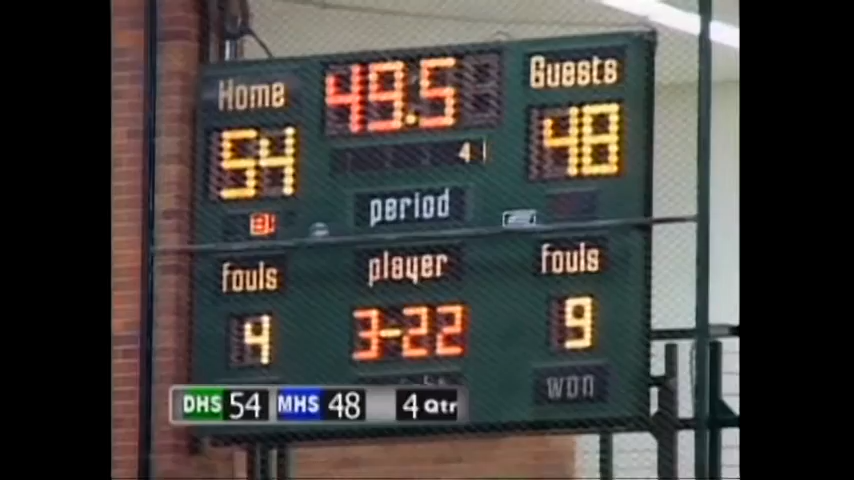 Home 49.5 Guests
54 48
4
period
B
fouls player fouls
4 3-22 9
won
DHS 54 MHS 48 4 Qtr